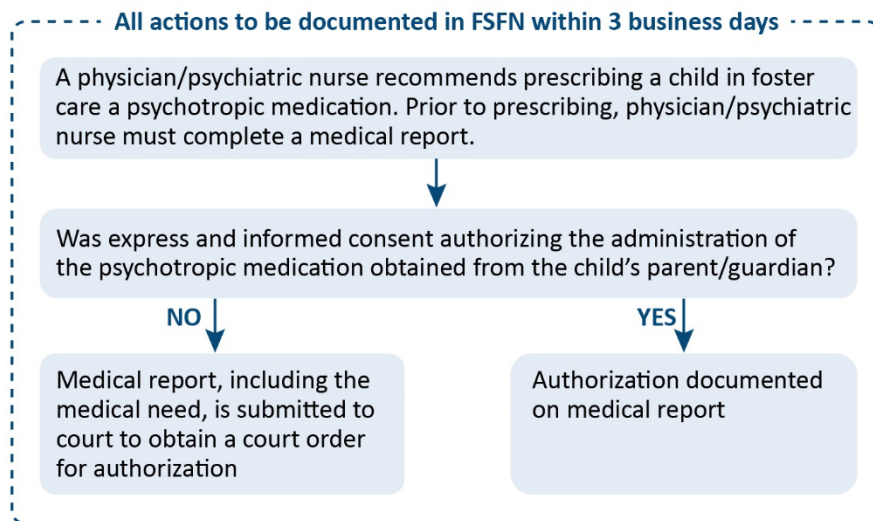 All actions to be documented in FSFN within 3 business days
A physician/psychiatric nurse recommends prescribing a child in foster
care a psychotropic medication. Prior to prescribing, physician/psychiatric
nurse must complete a medical report.
Was express and informed consent authorizing the administration of
the psychotropic medication obtained from the child's parent/guardian?
NO
YES
Medical report, including the
medical need, is submitted to
court to obtain a court order
for authorization
Authorization documented
on medical report